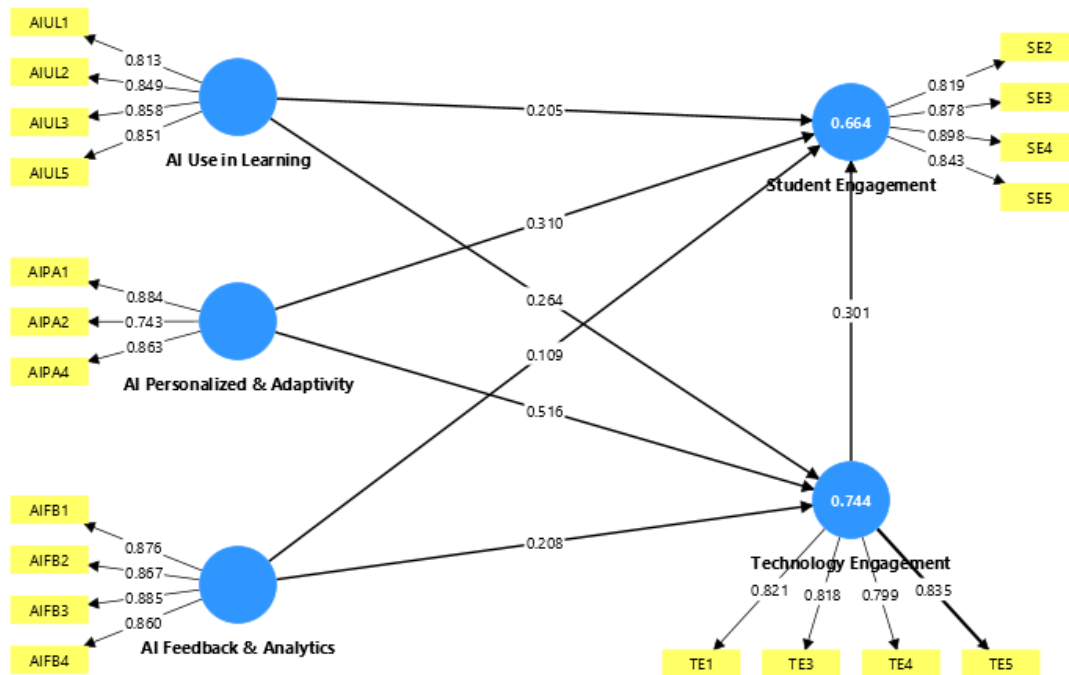 AIUL1
0.813
AIUL2
0.849
AIUL3
0.858
AIUL5
0.851
AI Use in Learning
AIPA1
0.884
AIPA2
0.743
AIPA4
0.863
AI Personalized & Adaptivity
AIFB1
0.876
AIFB2
0.867
AIFB3
0.885
AIFB4
0.860
AI Feedback & Analytics
0.205
0.310
0.264
0.109
0.516
0.208
0.301
0.664
Student Engagement
SE2
0.819
SE3
0.878
SE4
0.898
SE5
0.843
0.744
Technology Engagement
0.821
0.818
0.799
0.835
TE1
TE3
TE4
TE5